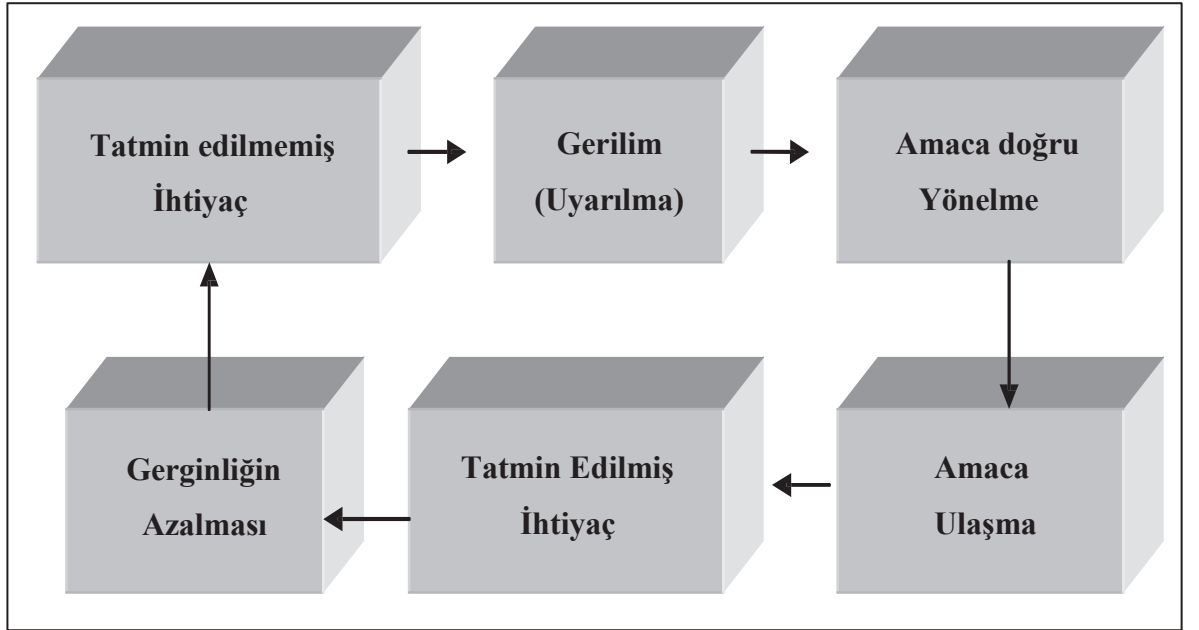 Tatmin edilmemiş
İhtiyaç
Gerilim
(Uyarılma)
Amaca doğru
Yönelme
Amaca
Ulaşma
Tatmin Edilmiş
İhtiyaç
Gerginliğin
Azalması